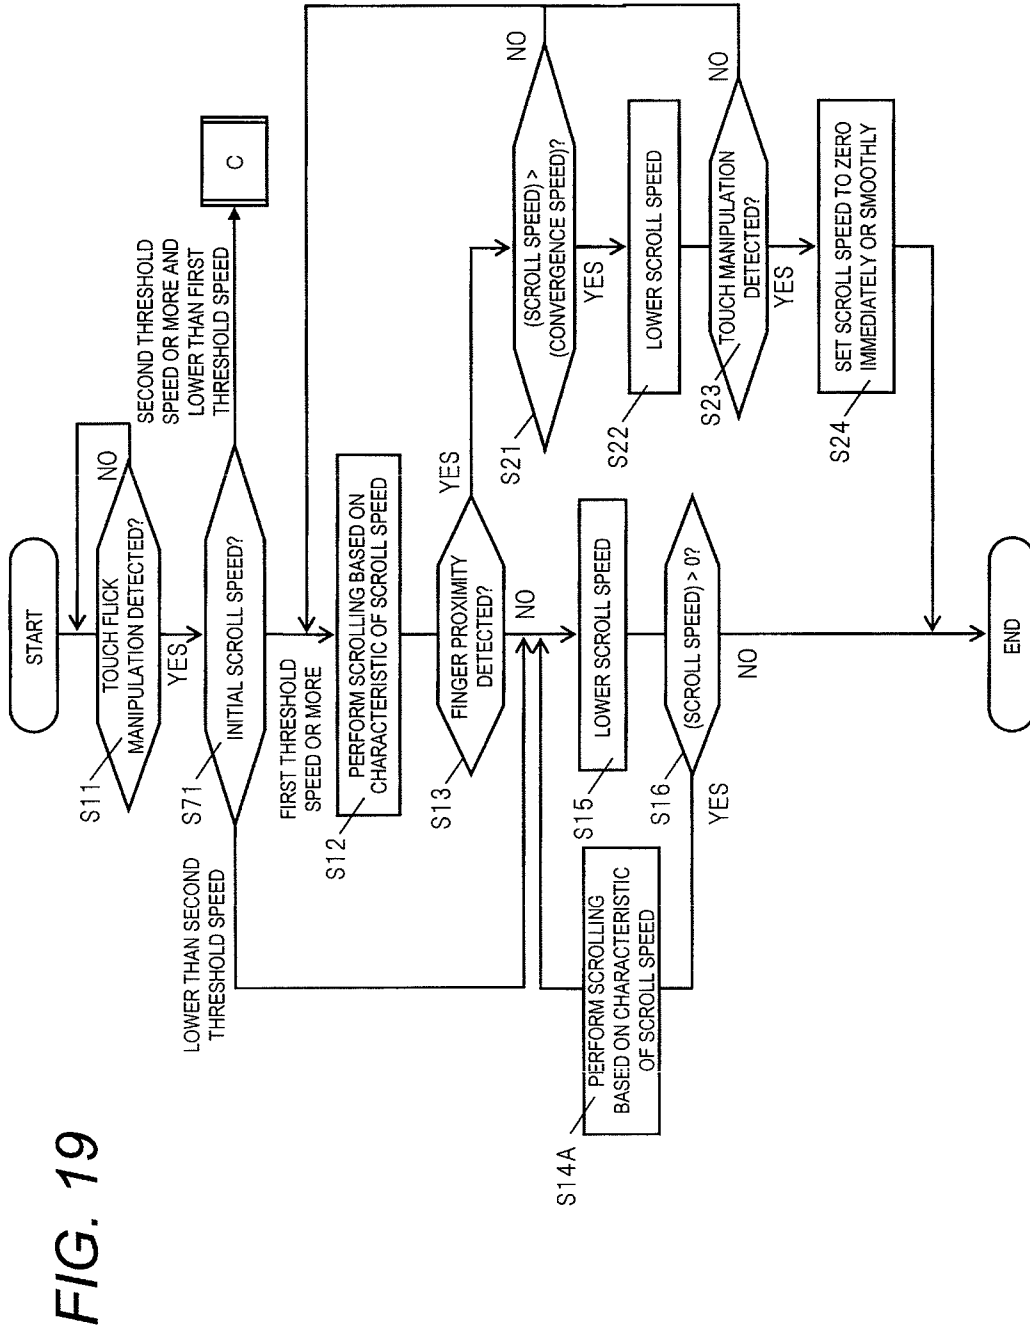 FIG. 19
START
S11
TOUCH FLICK
MANIPULATION DETECTED?
NO
YES
S71
INITIAL SCROLL SPEED?
SECOND THRESHOLD
SPEED OR MORE AND
LOWER THAN FIRST
THRESHOLD SPEED
C
LOWER THAN SECOND
THRESHOLD SPEED
FIRST THRESHOLD
SPEED OR MORE
S12
PERFORM SCROLLING BASED ON
CHARACTERISTIC OF SCROLL SPEED
S13
FINGER PROXIMITY
DETECTED?
YES
NO
S14A
PERFORM SCROLLING
BASED ON CHARACTERISTIC
OF SCROLL SPEED
S15
LOWER SCROLL SPEED
S16
(SCROLL SPEED) > 0?
YES
NO
S21
(SCROLL SPEED) >
(CONVERGENCE SPEED)?
NO
YES
S22
LOWER SCROLL SPEED
S23
TOUCH MANIPULATION
DETECTED?
NO
YES
S24
SET SCROLL SPEED TO ZERO
IMMEDIATELY OR SMOOTHLY
END